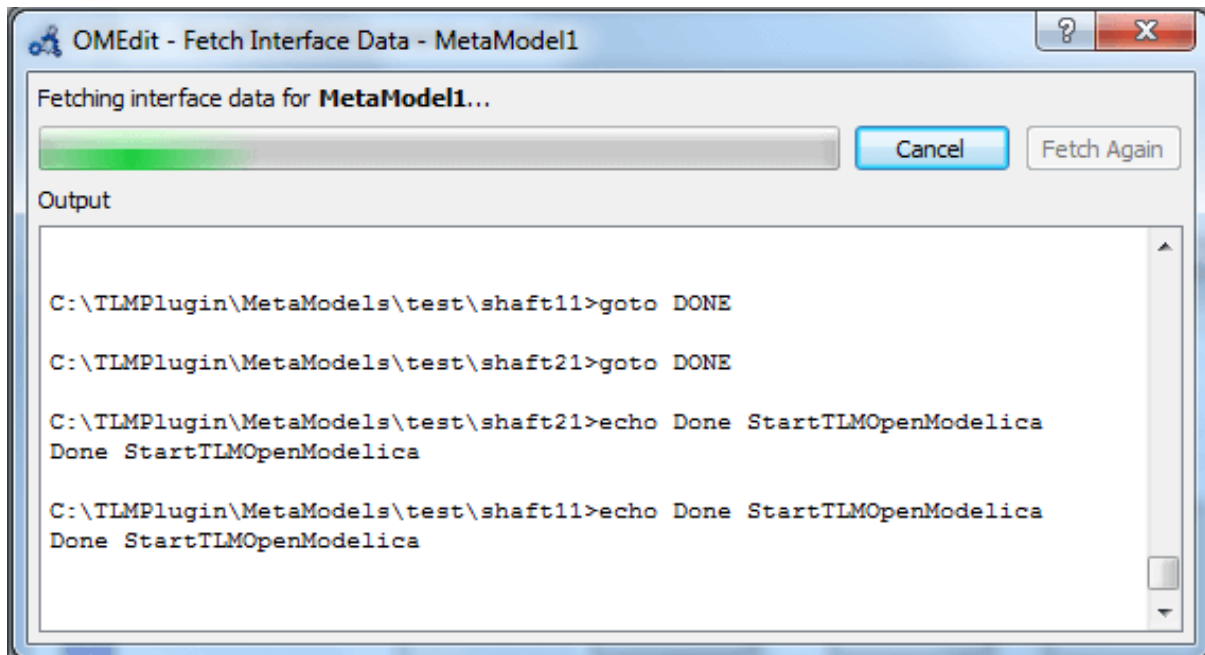 OMEdit - Fetch Interface Data - MetaModel1
Fetching interface data for MetaModel1...
Cancel
Fetch Again
Output
C:\TLMPlugin\MetaModels\test\shaft11>goto DONE
C:\TLMPlugin\MetaModels\test\shaft21>goto DONE
C:\TLMPlugin\MetaModels\test\shaft21>echo Done StartTLMOpenModelica
Done StartTLMOpenModelica
C:\TLMPlugin\MetaModels\test\shaft11>echo Done StartTLMOpenModelica
Done StartTLMOpenModelica